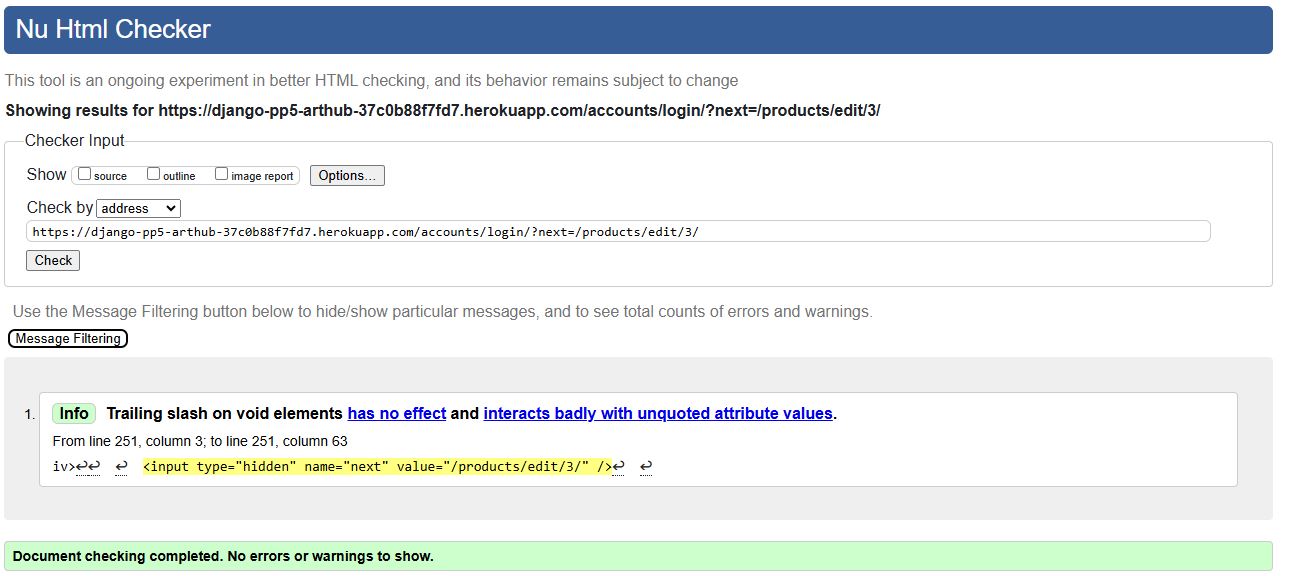 Nu Html Checker
This tool is an ongoing experiment in better HTML checking, and its behavior remains subject to change
Showing results for https://django-pp5-arthub-37c0b88f7fd7.herokuapp.com/accounts/login/?next=/products/edit/3/
Checker Input
Show source outline image report Options...
Check by address
https://django-pp5-arthub-37c0b88f7fd7.herokuapp.com/accounts/login/?next=/products/edit/3/
Check
Use the Message Filtering button below to hide/show particular messages, and to see total counts of errors and warnings.
Message Filtering
1. Info Trailing slash on void elements has no effect and interacts badly with unquoted attribute values.
From line 251, column 3; to line 251, column 63
iv>↩↩ ↩ <input type="hidden" name="next" value="/products/edit/3/" />↩ ↩
Document checking completed. No errors or warnings to show.